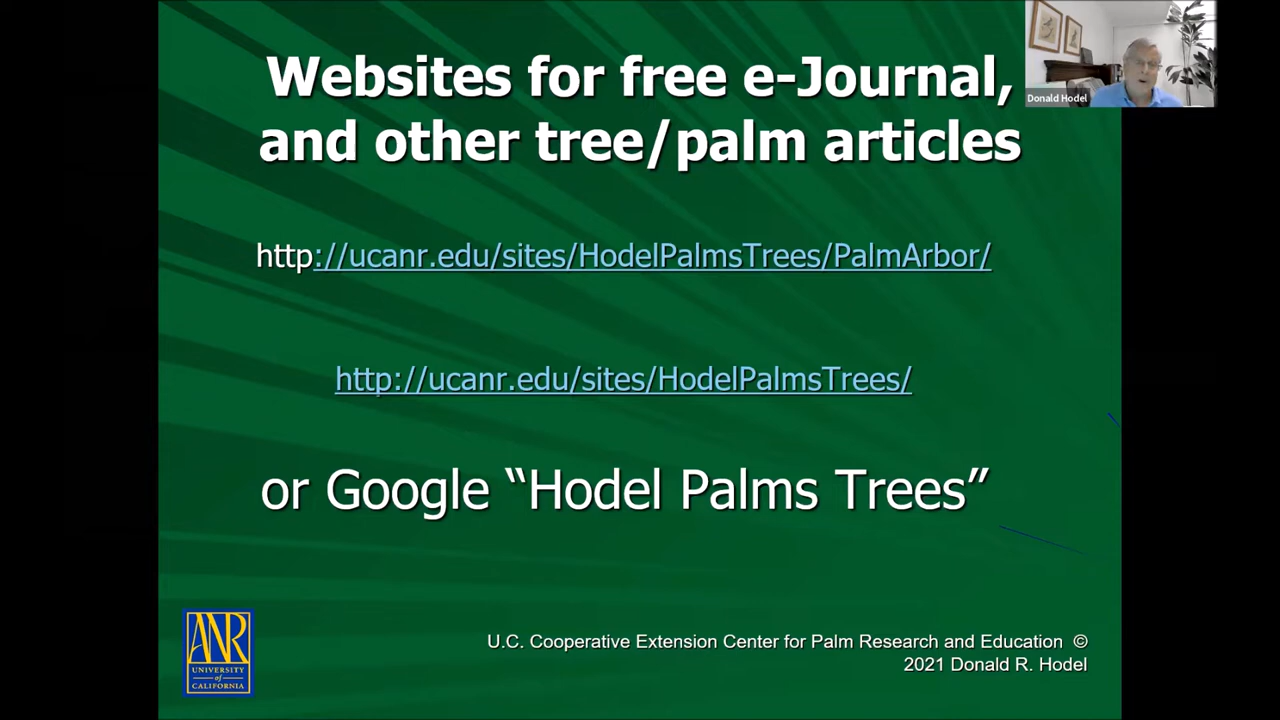 Websites for free e-Journal,
and other tree/palm articles
Donald Hodel
http://ucanr.edu/sites/HodelPalmsTrees/PalmArbor/
http://ucanr.edu/sites/HodelPalmsTrees/
or Google “Hodel Palms Trees”
ANR
UNIVERSITY
of
CALIFORNIA
U.C. Cooperative Extension Center for Palm Research and Education ©
2021 Donald R. Hodel